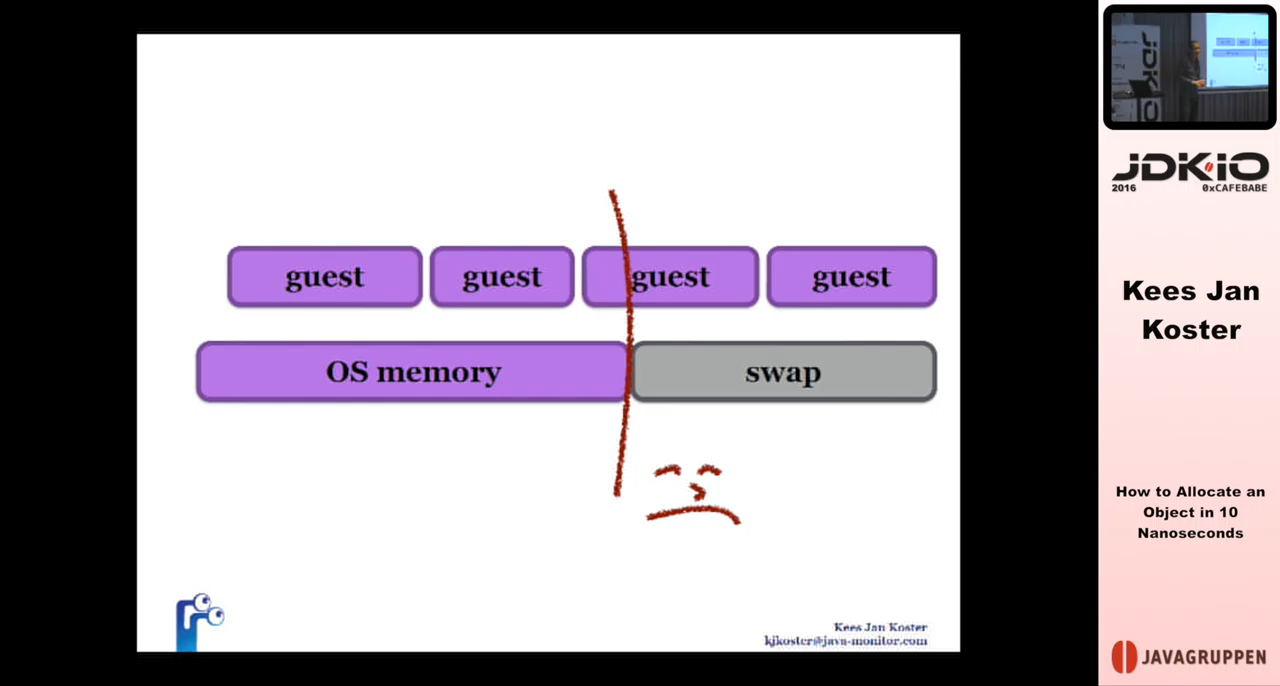 guest guest guest guest
OS memory swap
Kees Jan Koster
kjkoster@java-monitor.com
JDK·IO
2016 0xCAFEBABE
Kees Jan
Koster
How to Allocate an
Object in 10
Nanoseconds
JAVAGRUPPEN